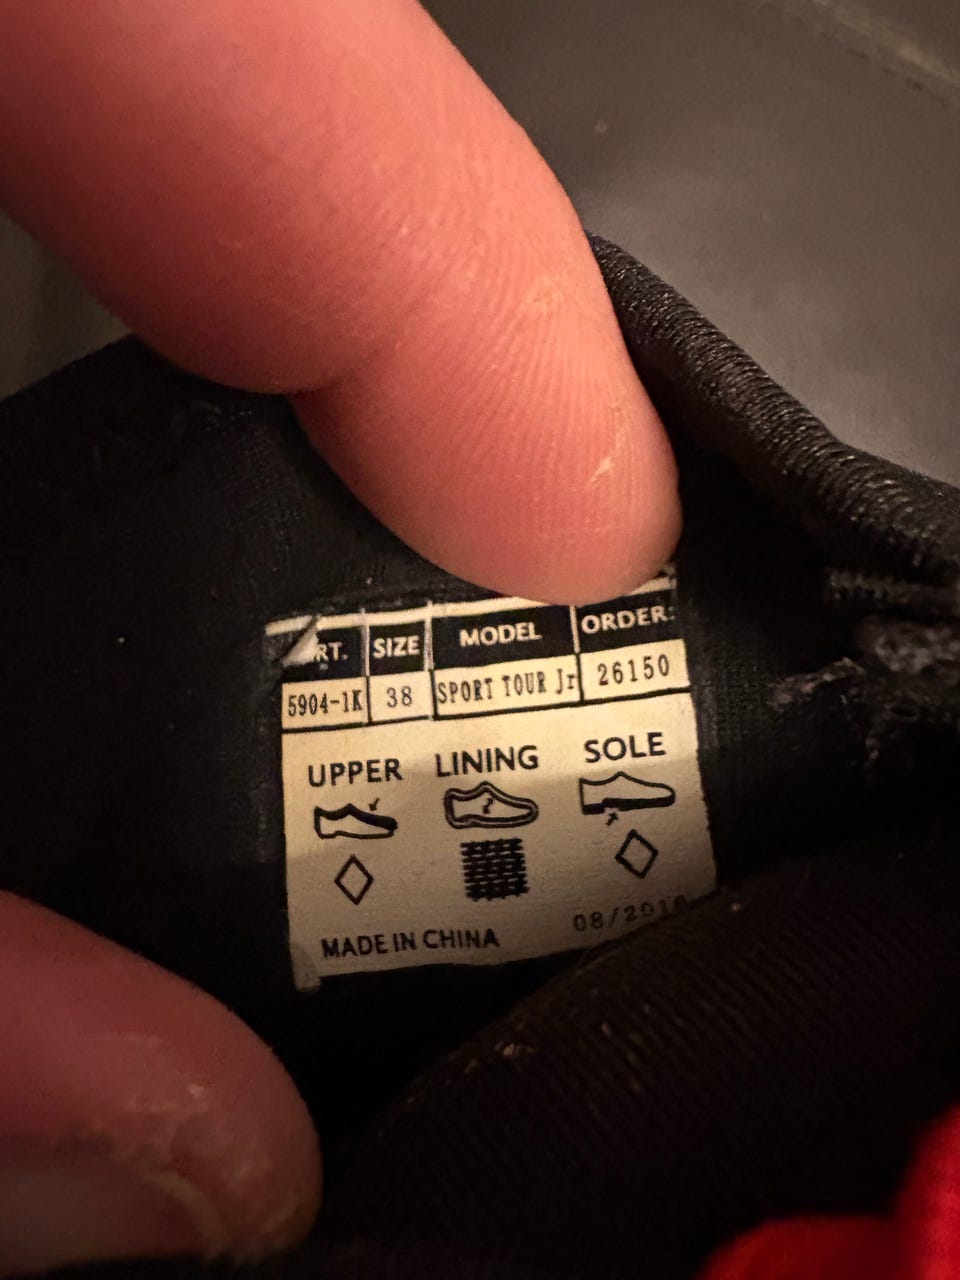 RT. SIZE MODEL ORDER:
5904-1K 38 SPORT TOUR Jr 26150
UPPER LINING SOLE
MADE IN CHINA